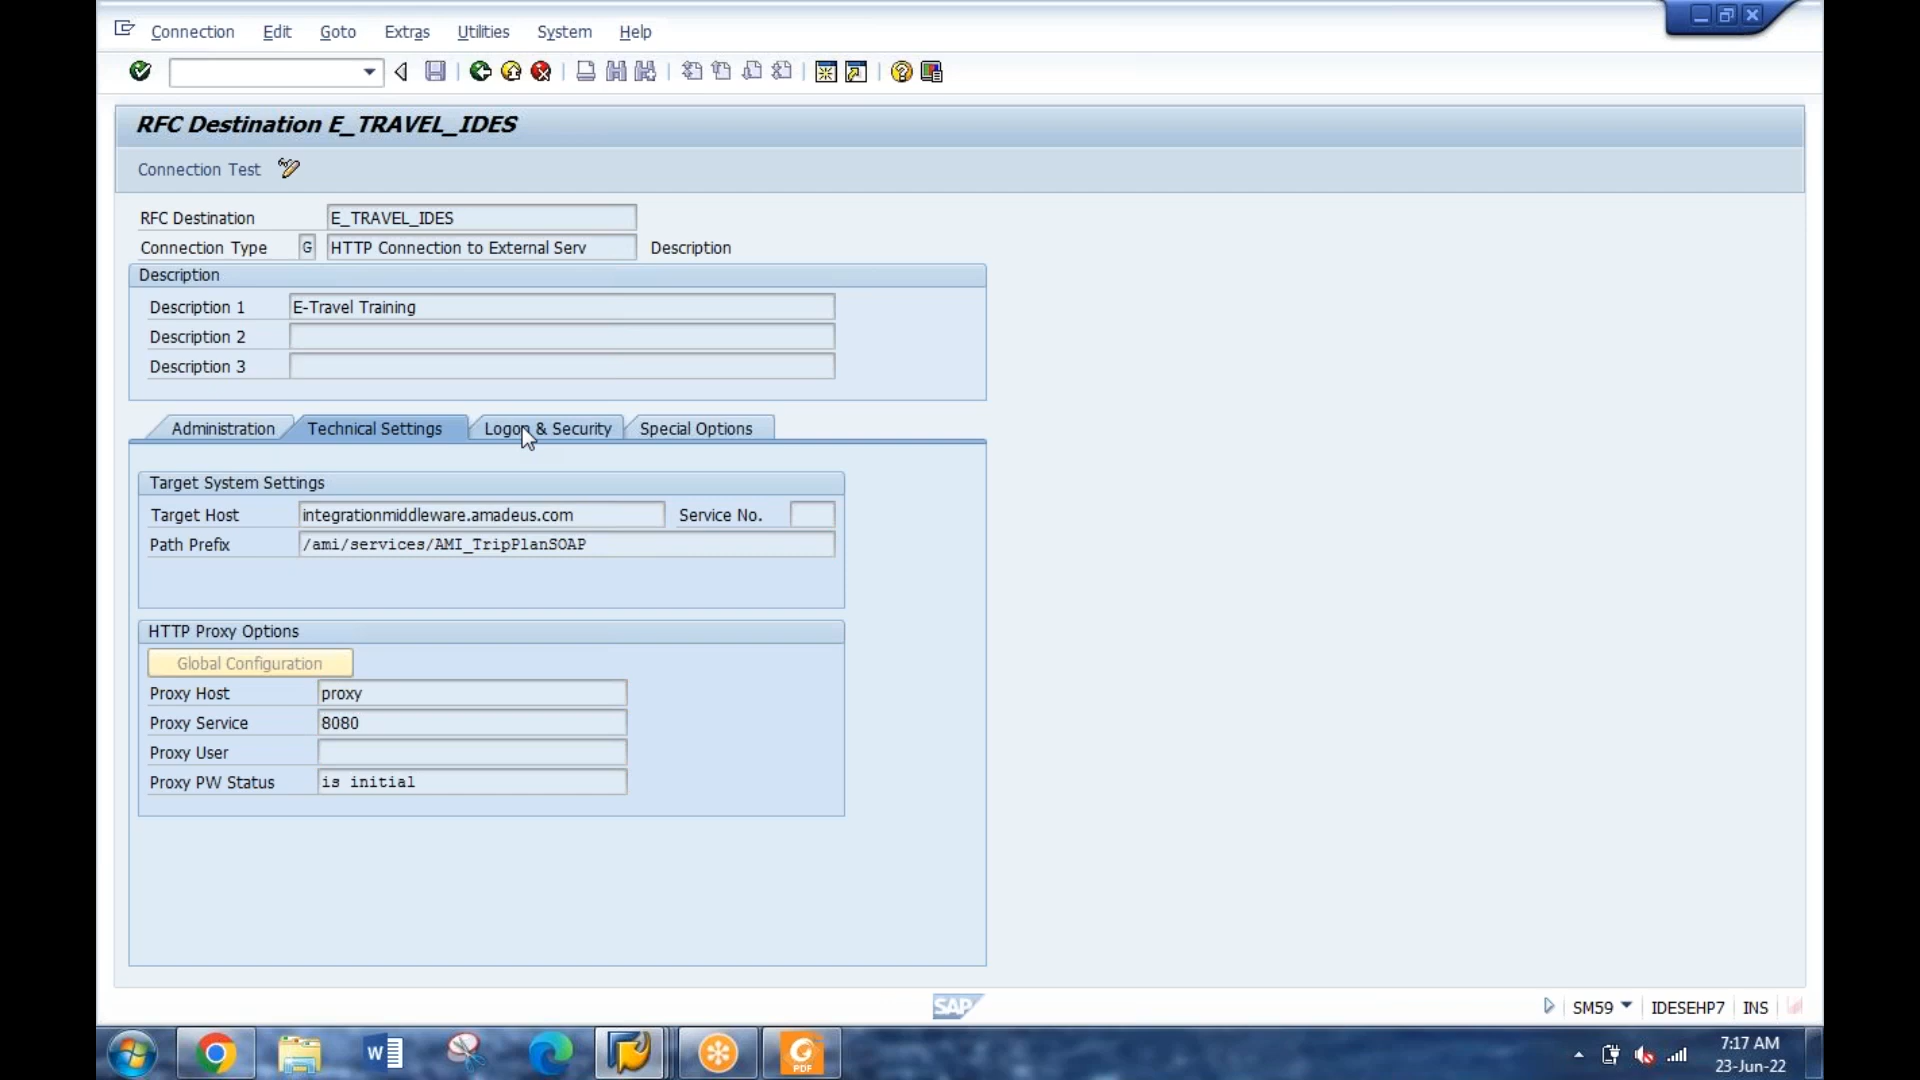 Connection Edit Goto Extras Utilities System Help
RFC Destination E_TRAVEL_IDES
Connection Test
RFC Destination E_TRAVEL_IDES
Connection Type G HTTP Connection to External Serv Description
Description
Description 1 E-Travel Training
Description 2
Description 3
Administration Technical Settings Logon & Security Special Options
Target System Settings
Target Host integrationmiddleware.amadeus.com Service No.
Path Prefix /ami/services/AMI_TripPlanSOAP
HTTP Proxy Options
Global Configuration
Proxy Host proxy
Proxy Service 8080
Proxy User
Proxy PW Status is initial
SAP
SM59 IDESEHP7 INS
W PDF
7:17 AM
23-Jun-22